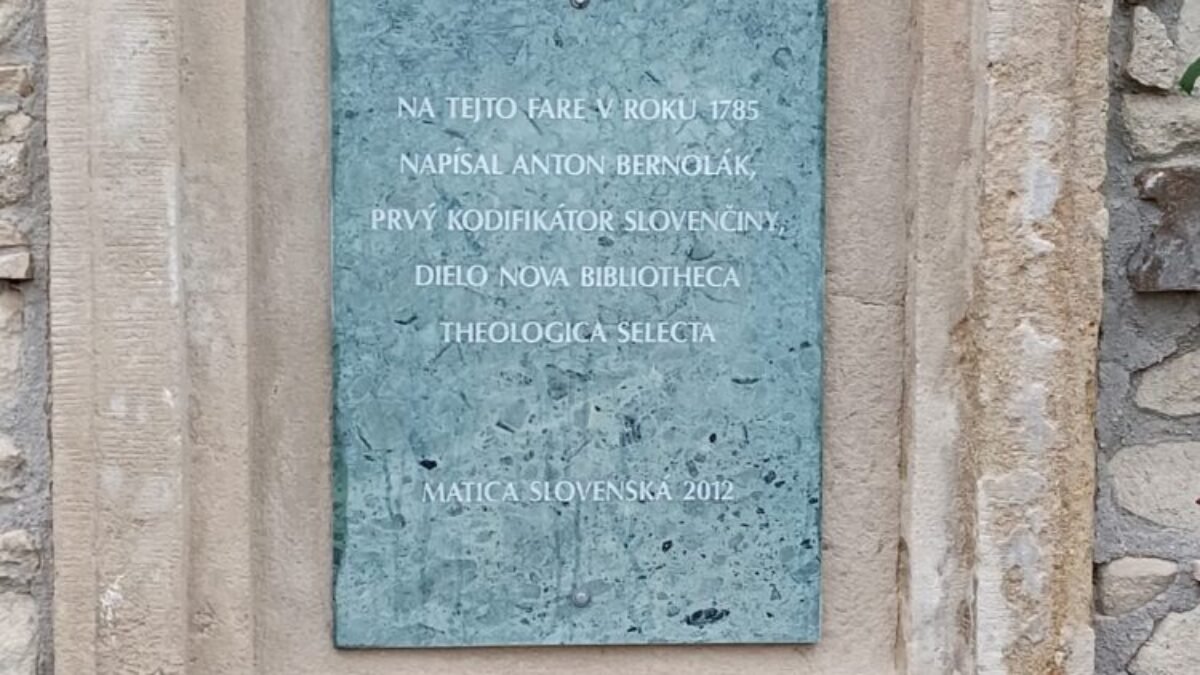 NA TEJTO FARE V ROKU 1785
NAPÍSAL ANTON BERNOLÁK,
PRVÝ KODIFIKÁTOR SLOVENČINY,
DIELO NOVA BIBLIOTHECA
THEOLOGICA SELECTA
MATICA SLOVENSKÁ 2012